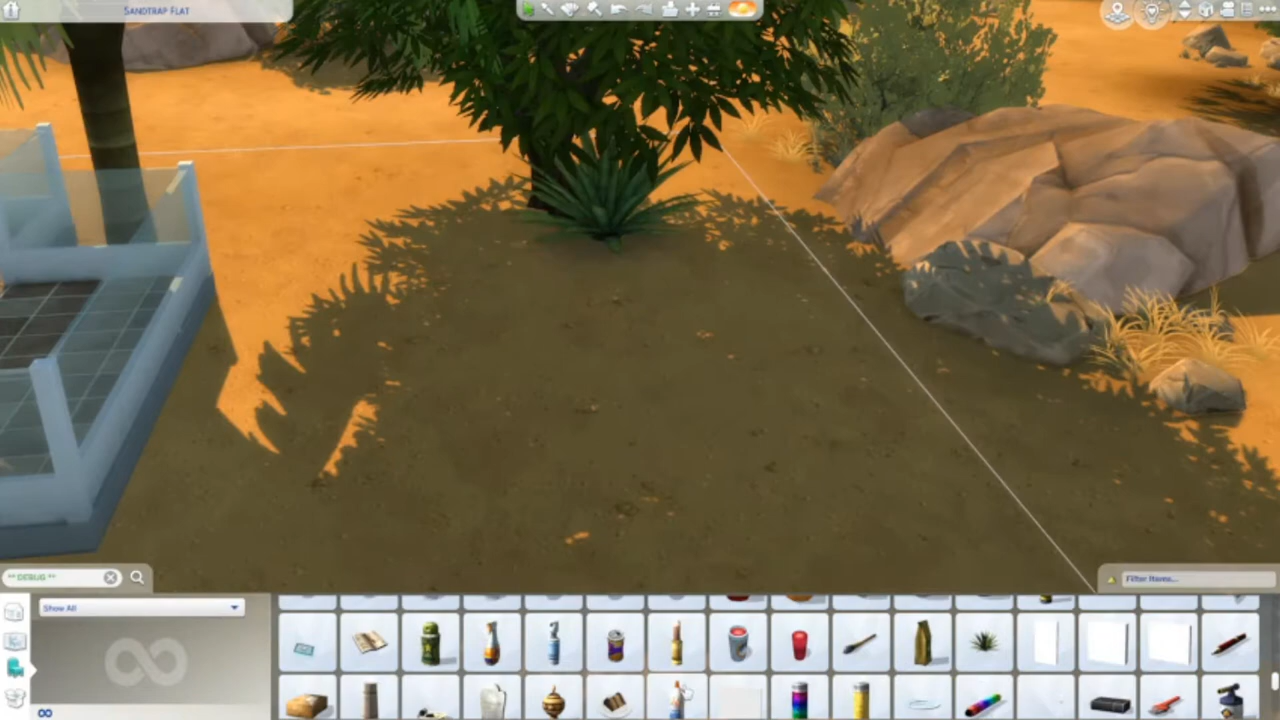 SANDTRAP FLAT
** DEBUG **
Filter Items...
Show All